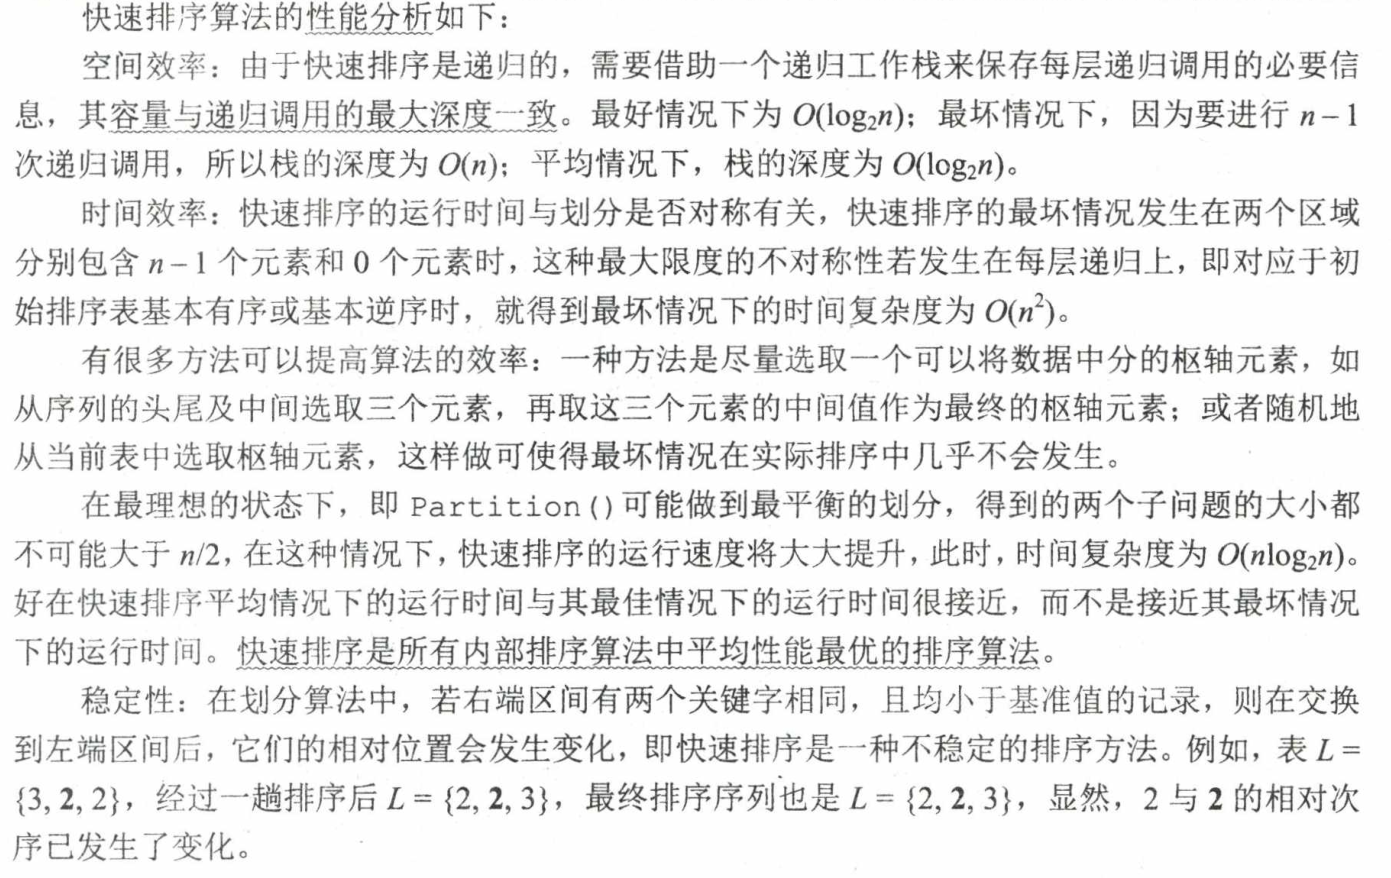 快速排序算法的性能分析如下：
空间效率：由于快速排序是递归的，需要借助一个递归工作栈来保存每层递归调用的必要信
息，其容量与递归调用的最大深度一致。最好情况下为 O(log₂n)；最坏情况下，因为要进行 n−1
次递归调用，所以栈的深度为 O(n)；平均情况下，栈的深度为 O(log₂n)。
时间效率：快速排序的运行时间与划分是否对称有关，快速排序的最坏情况发生在两个区域
分别包含 n−1 个元素和 0 个元素时，这种最大限度的不对称性若发生在每层递归上，即对应于初
始排序表基本有序或基本逆序时，就得到最坏情况下的时间复杂度为 O(n²)。
有很多方法可以提高算法的效率：一种方法是尽量选取一个可以将数据中分的枢轴元素，如
从序列的头尾及中间选取三个元素，再取这三个元素的中间值作为最终的枢轴元素；或者随机地
从当前表中选取枢轴元素，这样做可使得最坏情况在实际排序中几乎不会发生。
在最理想的状态下，即 Partition()可能做到最平衡的划分，得到的两个子问题的大小都
不可能大于 n/2，在这种情况下，快速排序的运行速度将大大提升，此时，时间复杂度为 O(nlog₂n)。
好在快速排序平均情况下的运行时间与其最佳情况下的运行时间很接近，而不是接近其最坏情况
下的运行时间。快速排序是所有内部排序算法中平均性能最优的排序算法。
稳定性：在划分算法中，若右端区间有两个关键字相同，且均小于基准值的记录，则在交换
到左端区间后，它们的相对位置会发生变化，即快速排序是一种不稳定的排序方法。例如，表 L =
{3, 2, 2}，经过一趟排序后 L = {2, 2, 3}，最终排序序列也是 L = {2, 2, 3}，显然，2 与 2 的相对次
序已发生了变化。